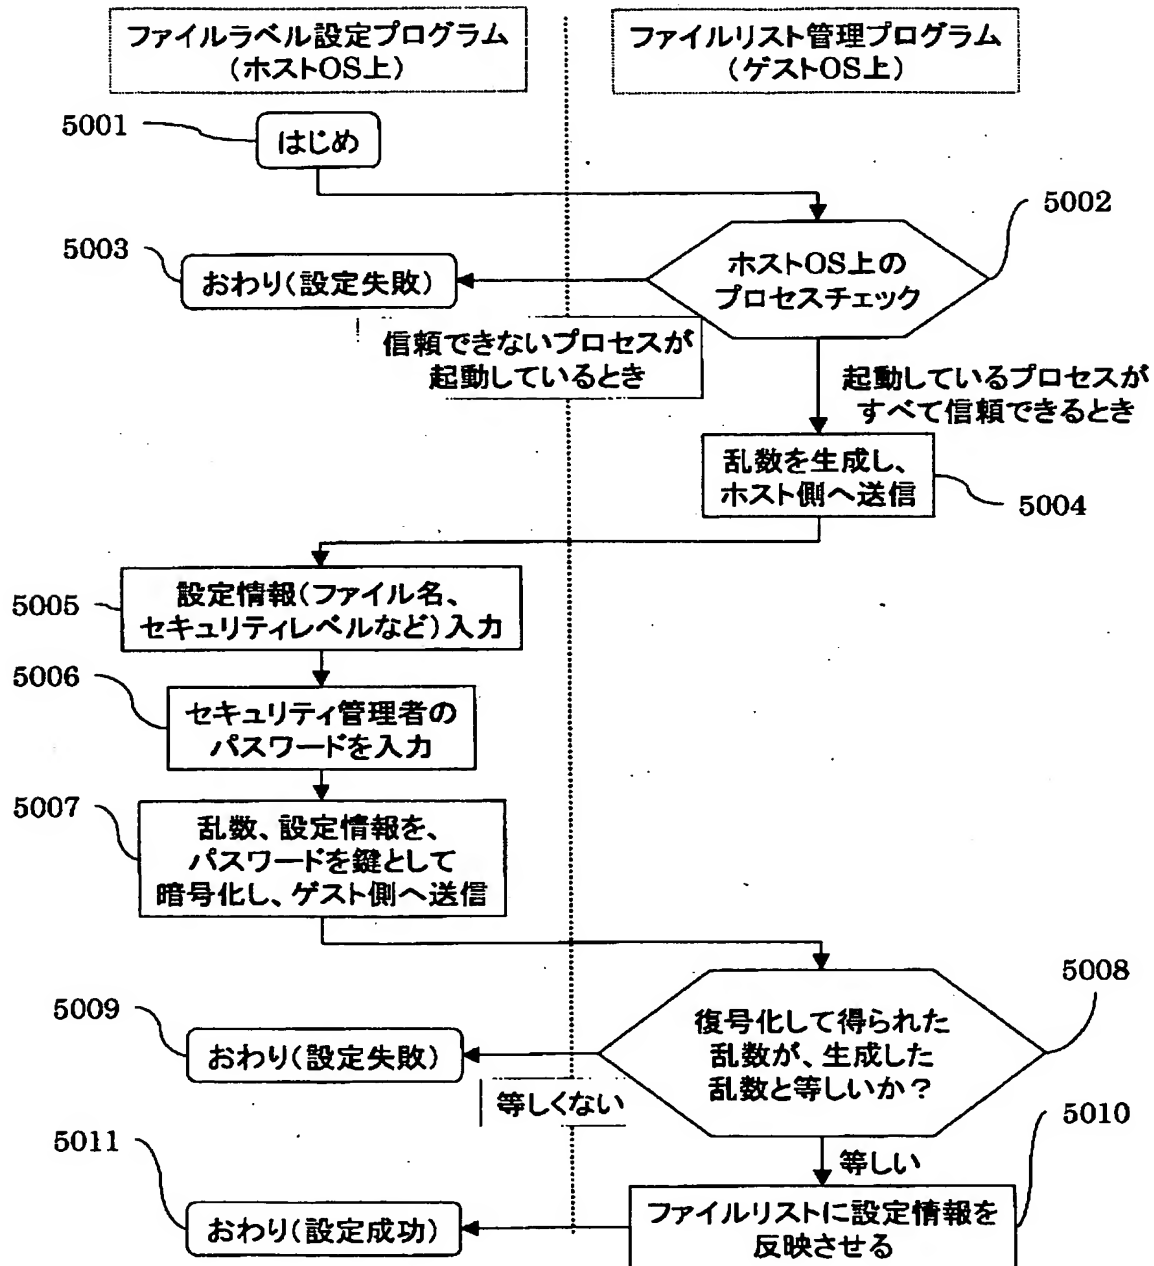 ファイルラベル設定プログラム
(ホストOS上)
ファイルリスト管理プログラム
(ゲストOS上)
5001
はじめ
5002
5003
おわり(設定失敗)
ホストOS上の
プロセスチェック
信頼できないプロセスが
起動しているとき
起動しているプロセスが
すべて信頼できるとき
乱数を生成し、
ホスト側へ送信
5004
5005
設定情報(ファイル名、
セキュリティレベルなど)入力
5006
セキュリティ管理者の
パスワードを入力
5007
乱数、設定情報を、
パスワードを鍵として
暗号化し、ゲスト側へ送信
5008
復号化して得られた
乱数が、生成した
乱数と等しいか?
5009
おわり(設定失敗)
等しくない
5010
等しい
5011
おわり(設定成功)
ファイルリストに設定情報を
反映させる